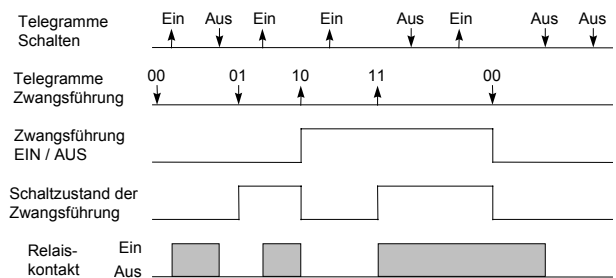 Telegramme
Schalten
Ein Aus Ein Ein Aus Ein Aus Aus
Telegramme
Zwangsführung
00 01 10 11 00
Zwangsführung
EIN / AUS
Schaltzustand der
Zwangsführung
Relais-
kontakt
Ein
Aus